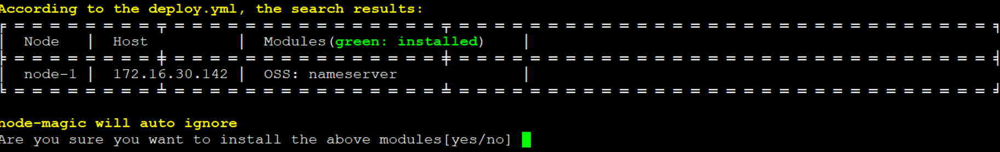 According to the deploy.yml, the search results:
╒ = = = = = = = = ╤ = = = = = = = = = = = = = = = ╤ = = = = = = = = = = = = = = = = = = = = = = = = = = = = = = ╕
│ Node │ Host │ Modules(green: installed) │
╞ = = = = = = = = ╪ = = = = = = = = = = = = = = = ╪ = = = = = = = = = = = = = = = = = = = = = = = = = = = = = = ╡
│ node-1 │ 172.16.30.142 │ OSS: nameserver │
╘ = = = = = = = = ╧ = = = = = = = = = = = = = = = ╧ = = = = = = = = = = = = = = = = = = = = = = = = = = = = = = ╛
node-magic will auto ignore
Are you sure you want to install the above modules[yes/no]